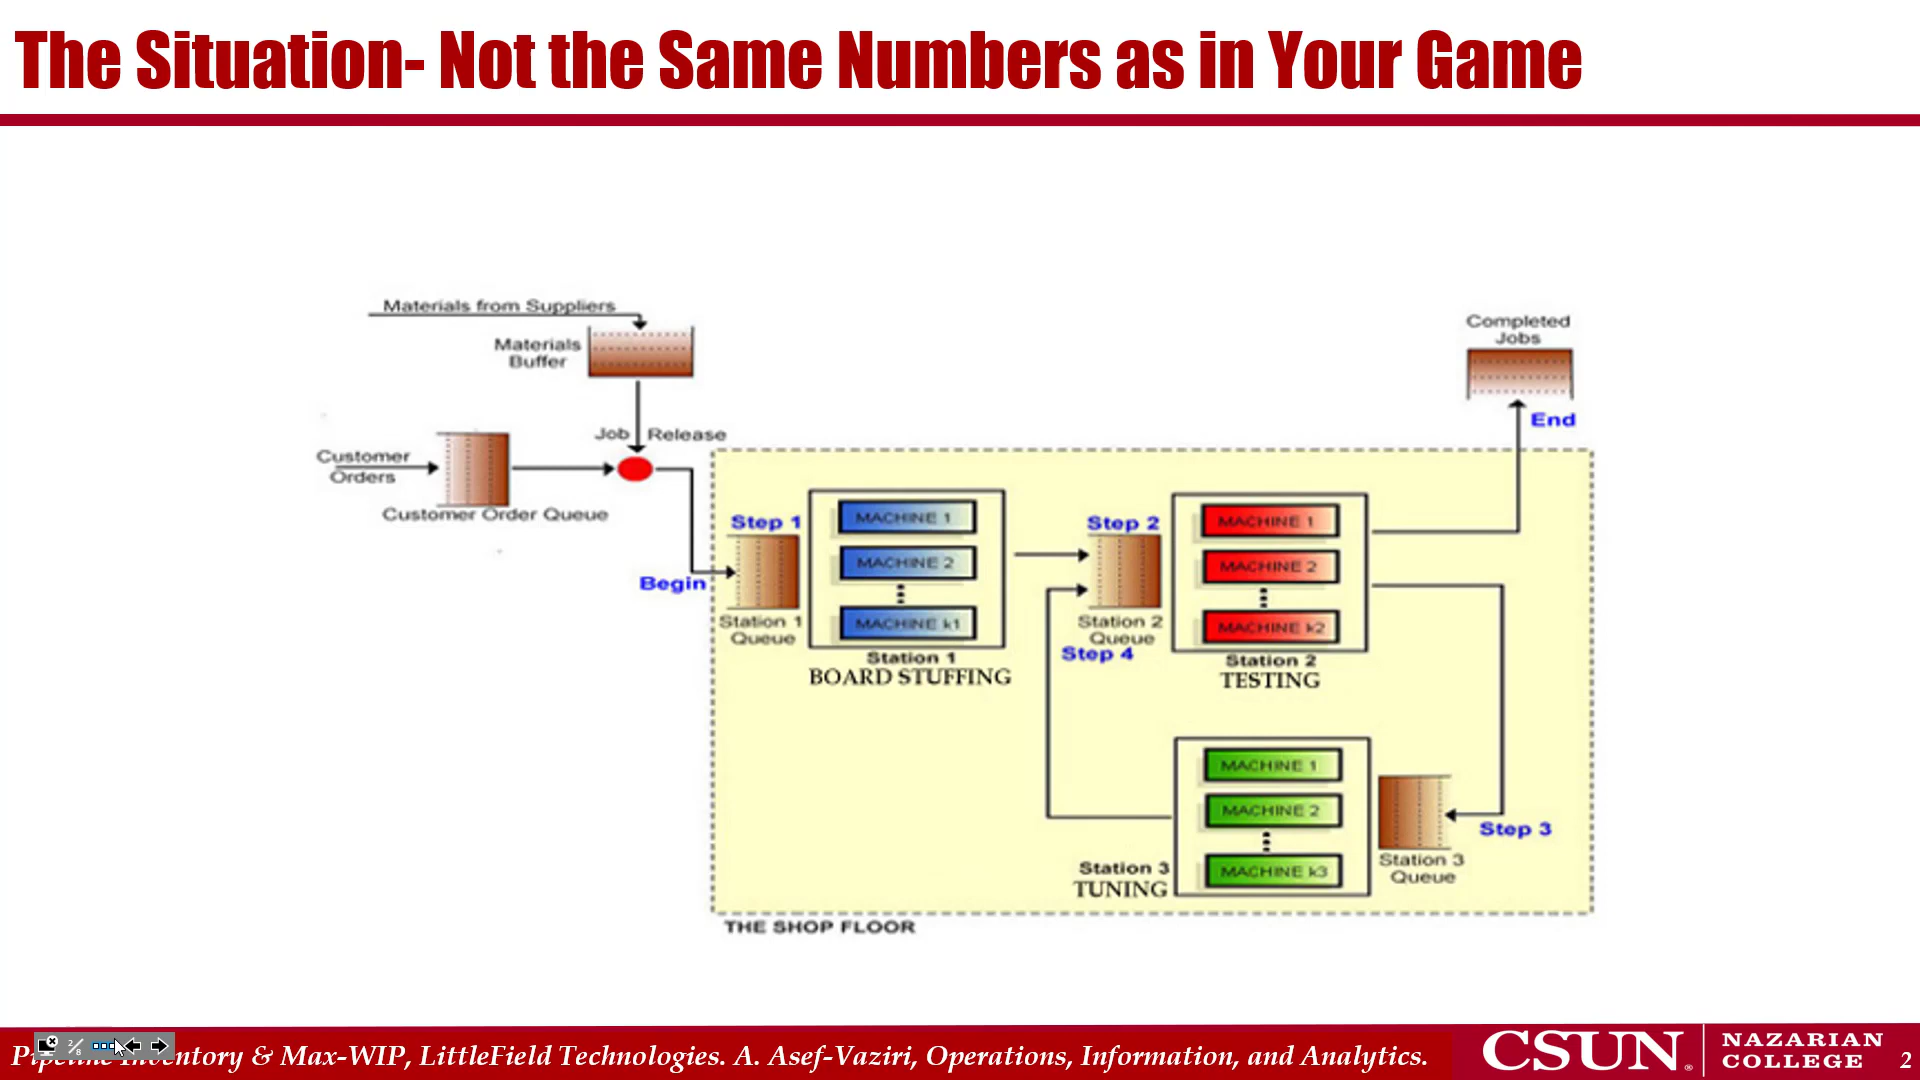 The Situation- Not the Same Numbers as in Your Game
Materials from Suppliers
Materials
Buffer
Completed
Jobs
End
Job Release
Customer
Orders
Customer Order Queue
Begin
Step 1
Station 1
Queue
MACHINE 1
MACHINE 2
MACHINE k1
Station 1
BOARD STUFFING
Step 2
Station 2
Queue
Step 4
MACHINE 1
MACHINE 2
MACHINE k2
Station 2
TESTING
MACHINE 1
MACHINE 2
MACHINE k3
Station 3
TUNING
Step 3
Station 3
Queue
THE SHOP FLOOR
2/8
& Max-WIP, LittleField Technologies. A. Asef-Vaziri, Operations, Information, and Analytics.
CSUN
NAZARIAN
COLLEGE
2